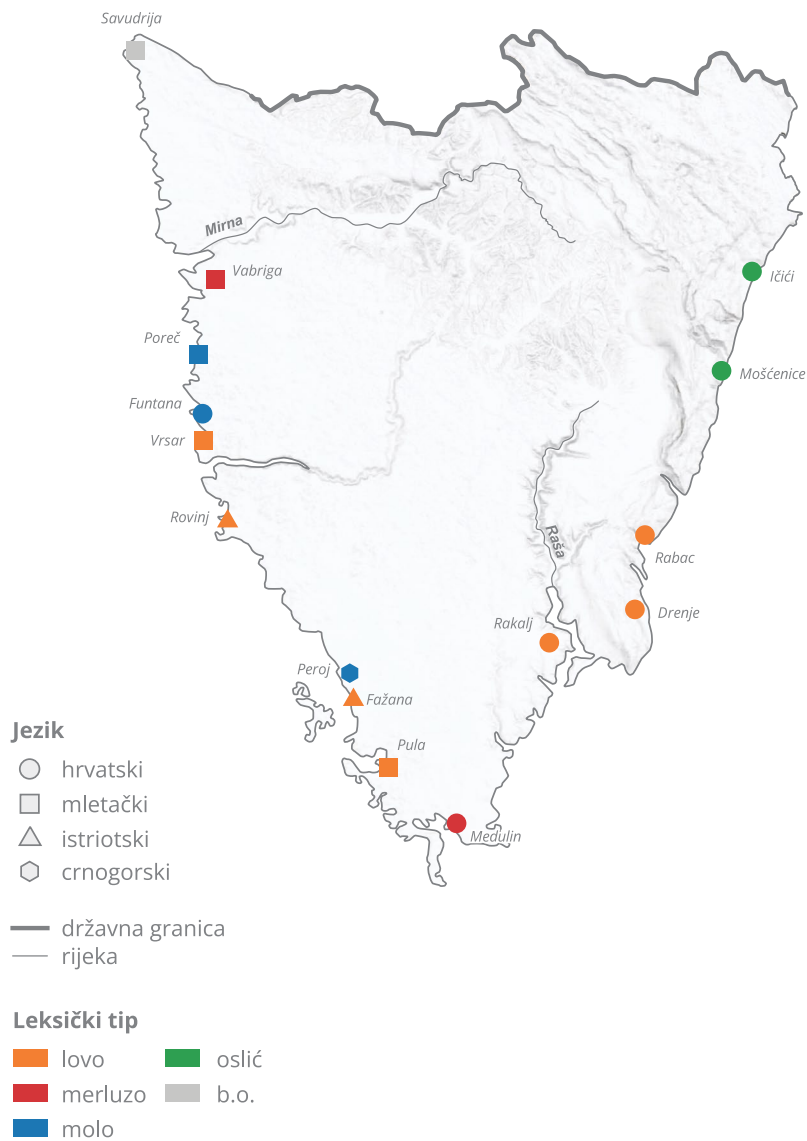 Savudrija
Mirna
Vabriga
Ičići
Poreč
Mošćenice
Funtana
Vrsar
Rovinj
Raša
Rabac
Drenje
Rakalj
Peroj
Fažana
Pula
Medulin
Jezik
hrvatski
mletački
istriotski
crnogorski
državna granica
rijeka
Leksički tip
lovo
oslić
merluzo
b.o.
molo